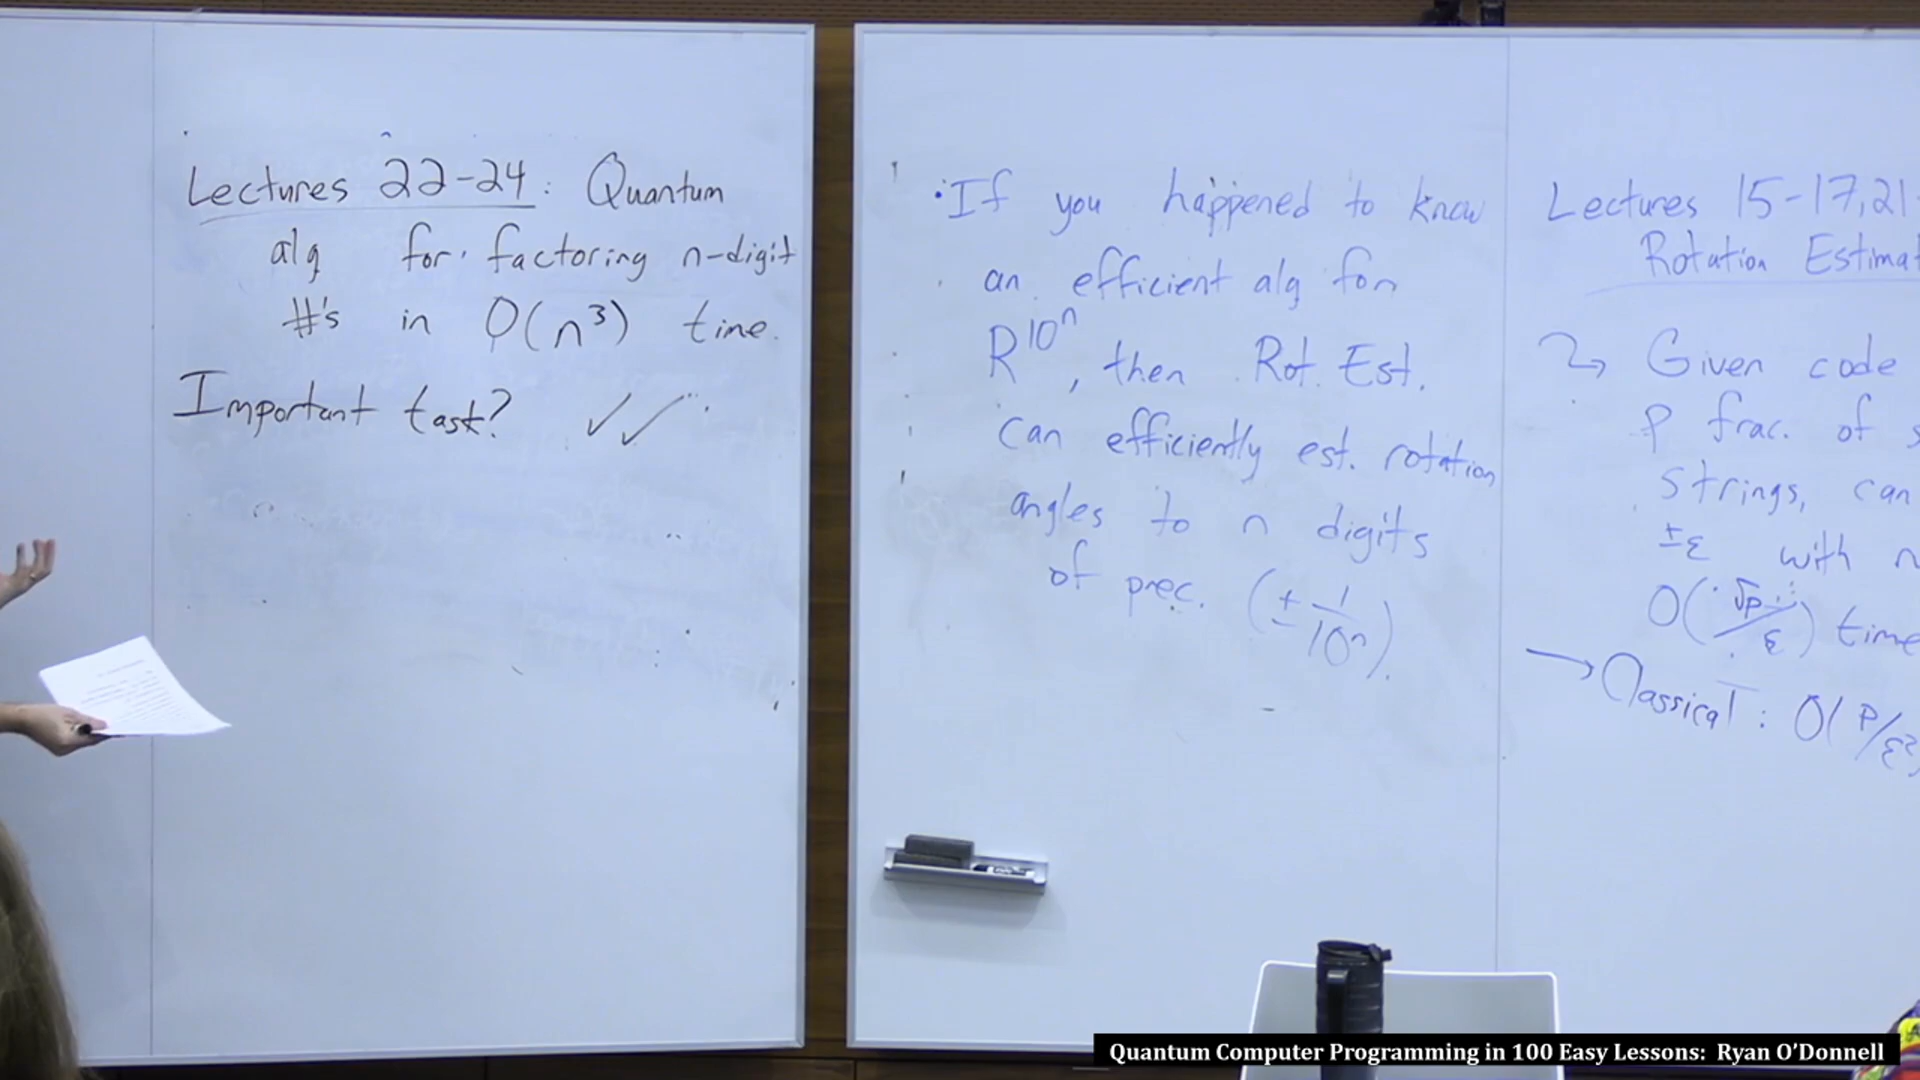 Lectures 22-24: Quantum
alg for factoring n-digit
#'s in O(n³) time.
Important task? ✓✓
• If you happened to know
an efficient alg for
R^10^n, then Rot. Est.
can efficiently est. rotation
angles to n digits
of prec. (± 1/10ⁿ).
Lectures 15-17, 21
Rotation Estimat
↳ Given code
p frac. of s
strings, can
±ε with n
O(√p/ε) time
→ Classical: O(p/ε²)
Quantum Computer Programming in 100 Easy Lessons: Ryan O'Donnell